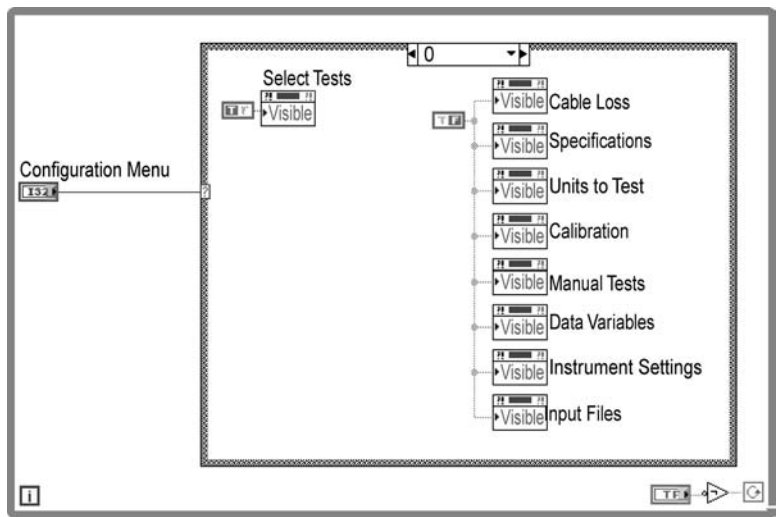 0
Select Tests
Visible
T F
Visible Cable Loss
T F
Visible Specifications
Configuration Menu
I32
?
Visible Units to Test
Visible Calibration
Visible Manual Tests
Visible Data Variables
Visible Instrument Settings
Visible Input Files
i
TF